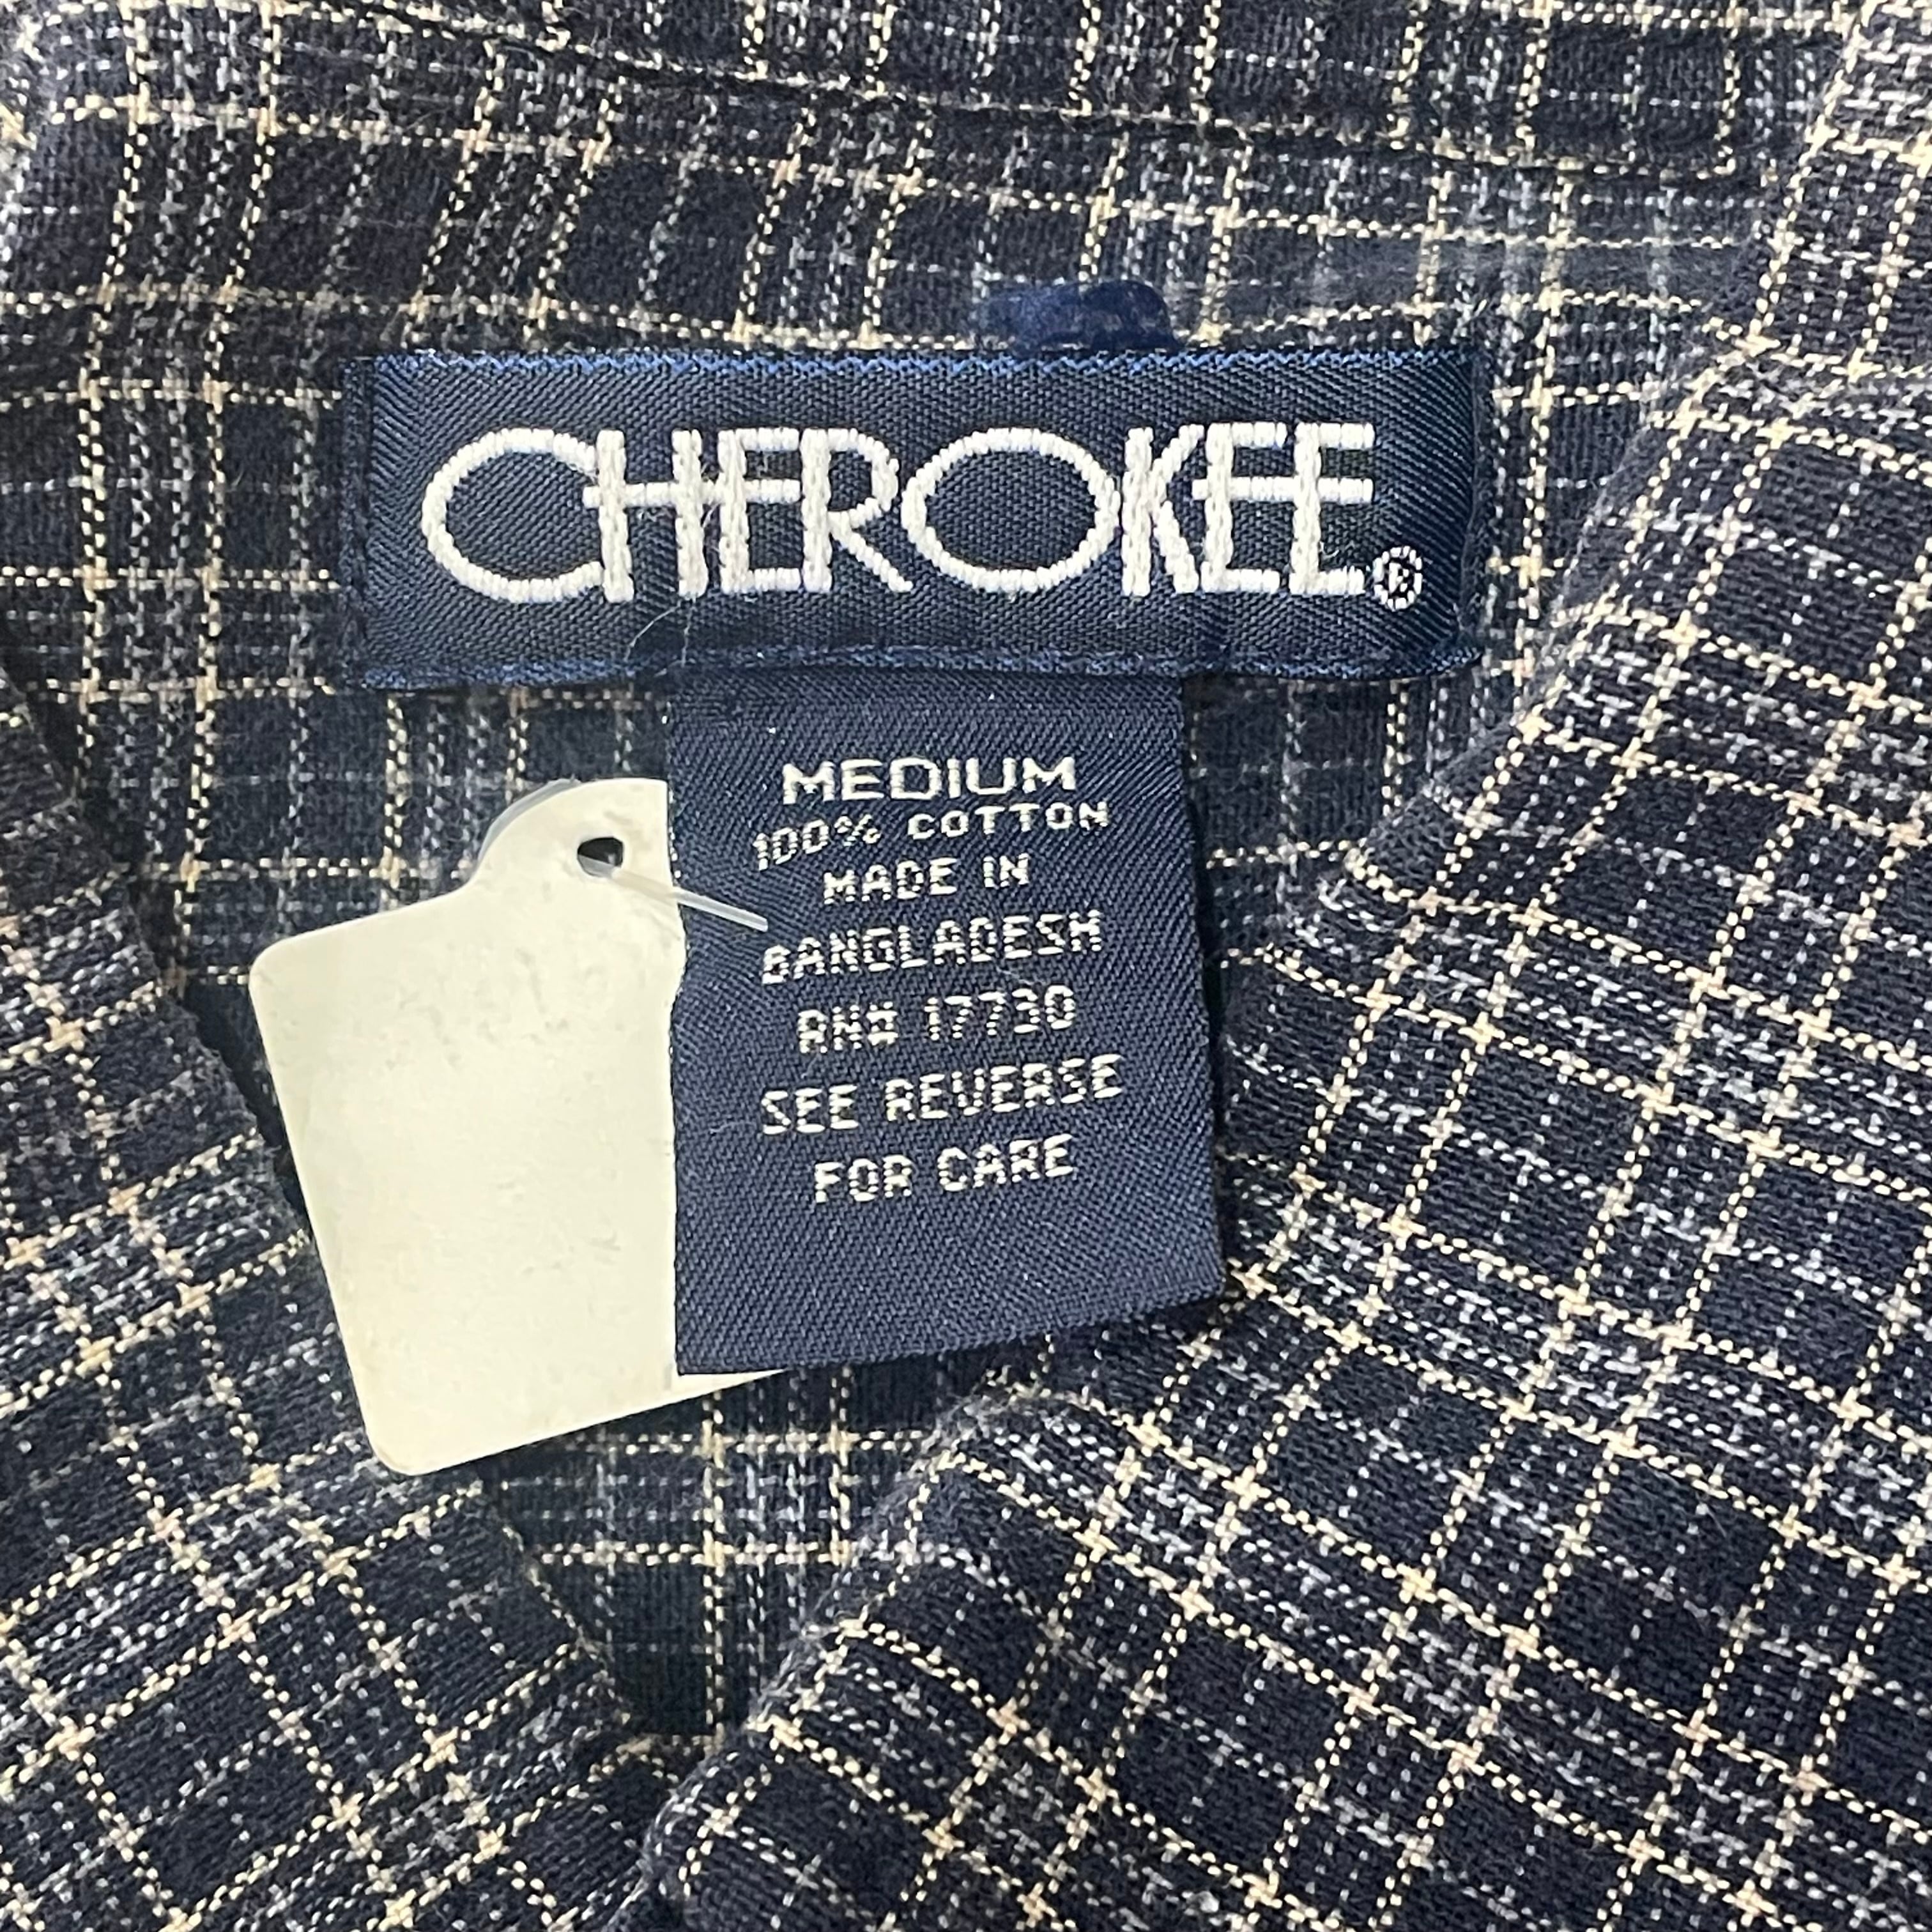 CHEROKEE®
MEDIUM
100% COTTON
MADE IN
BANGLADESH
RN# 17730
SEE REVERSE
FOR CARE